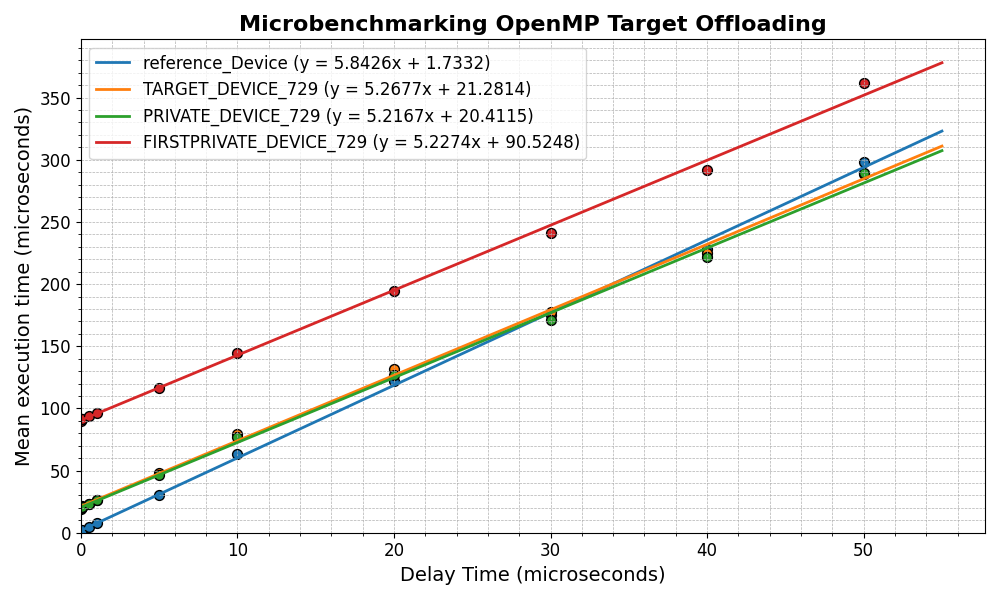 Microbenchmarking OpenMP Target Offloading
reference_Device (y = 5.8426x + 1.7332)
TARGET_DEVICE_729 (y = 5.2677x + 21.2814)
PRIVATE_DEVICE_729 (y = 5.2167x + 20.4115)
FIRSTPRIVATE_DEVICE_729 (y = 5.2274x + 90.5248)
Mean execution time (microseconds)
350
300
250
200
150
100
50
0
0 10 20 30 40 50
Delay Time (microseconds)